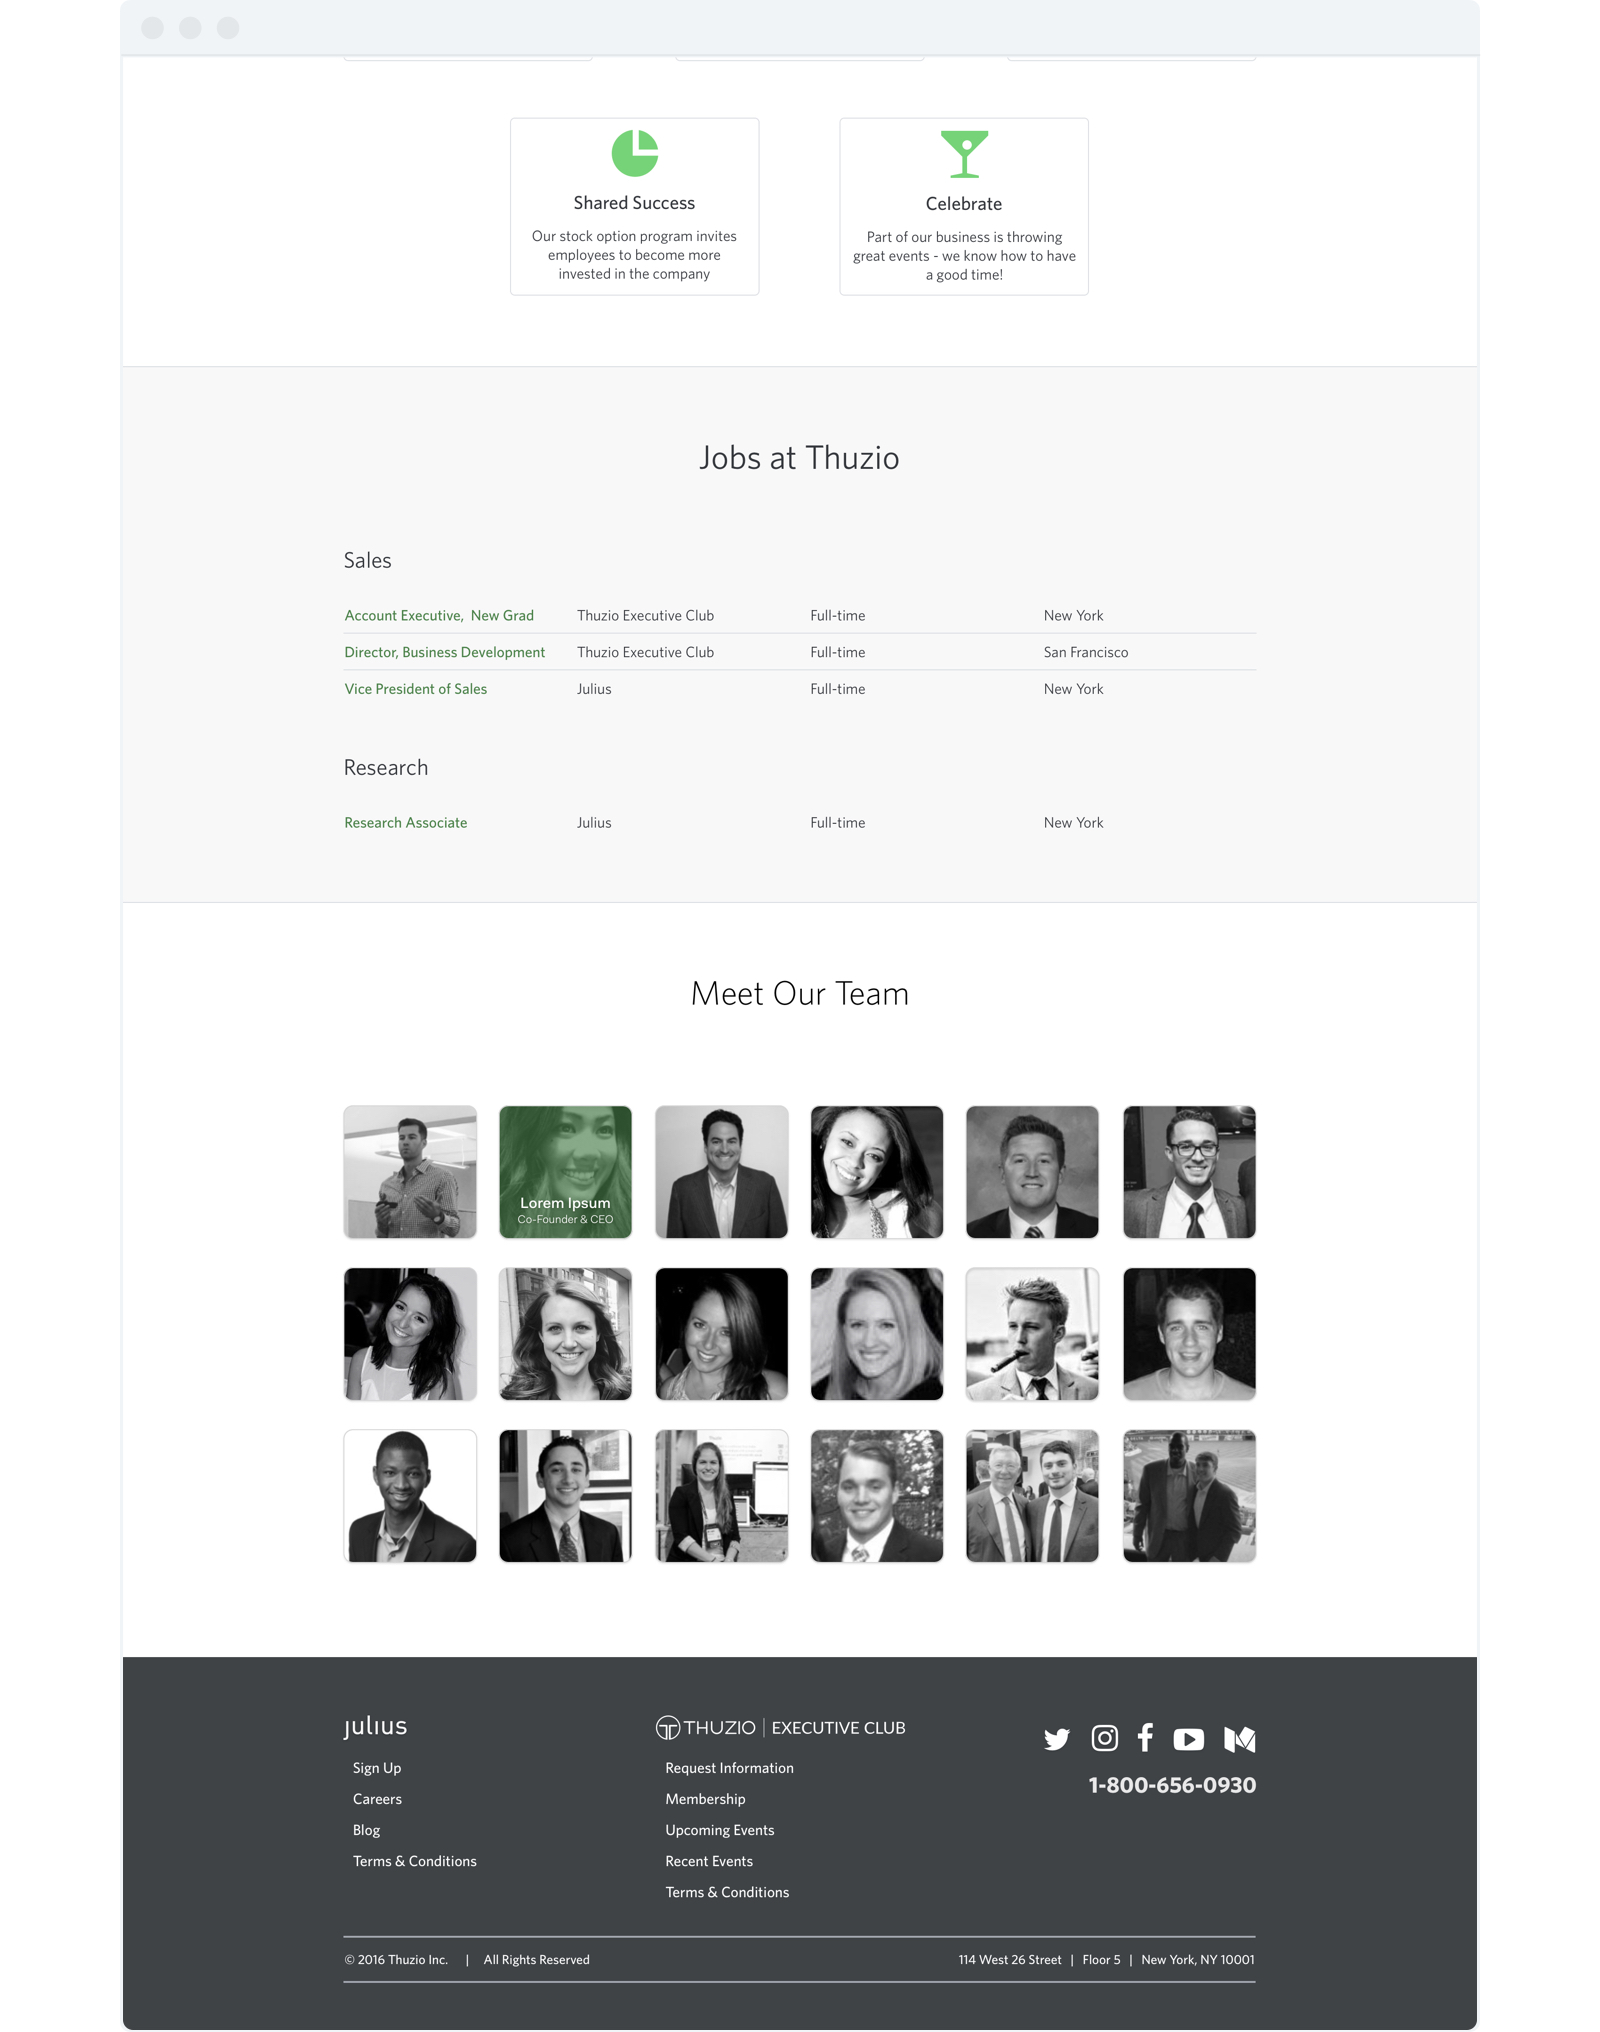 Shared Success
Our stock option program invites
employees to become more
invested in the company
Celebrate
Part of our business is throwing
great events - we know how to have
a good time!
Jobs at Thuzio
Sales
Account Executive,  New Grad Thuzio Executive Club Full-time New York
Director, Business Development Thuzio Executive Club Full-time San Francisco
Vice President of Sales Julius Full-time New York
Research
Research Associate Julius Full-time New York
Meet Our Team
Lorem Ipsum
Co-Founder & CEO
julius
Sign Up
Careers
Blog
Terms & Conditions
THUZIO | EXECUTIVE CLUB
Request Information
Membership
Upcoming Events
Recent Events
Terms & Conditions
1-800-656-0930
© 2016 Thuzio Inc. | All Rights Reserved
114 West 26 Street | Floor 5 | New York, NY 10001